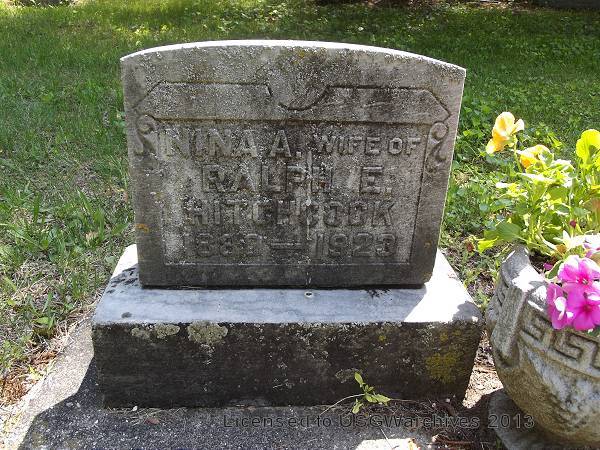 NINA A. WIFE OF
RALPH E.
HITCHCOCK
— 1923
Licensed to USGWarchives 2013